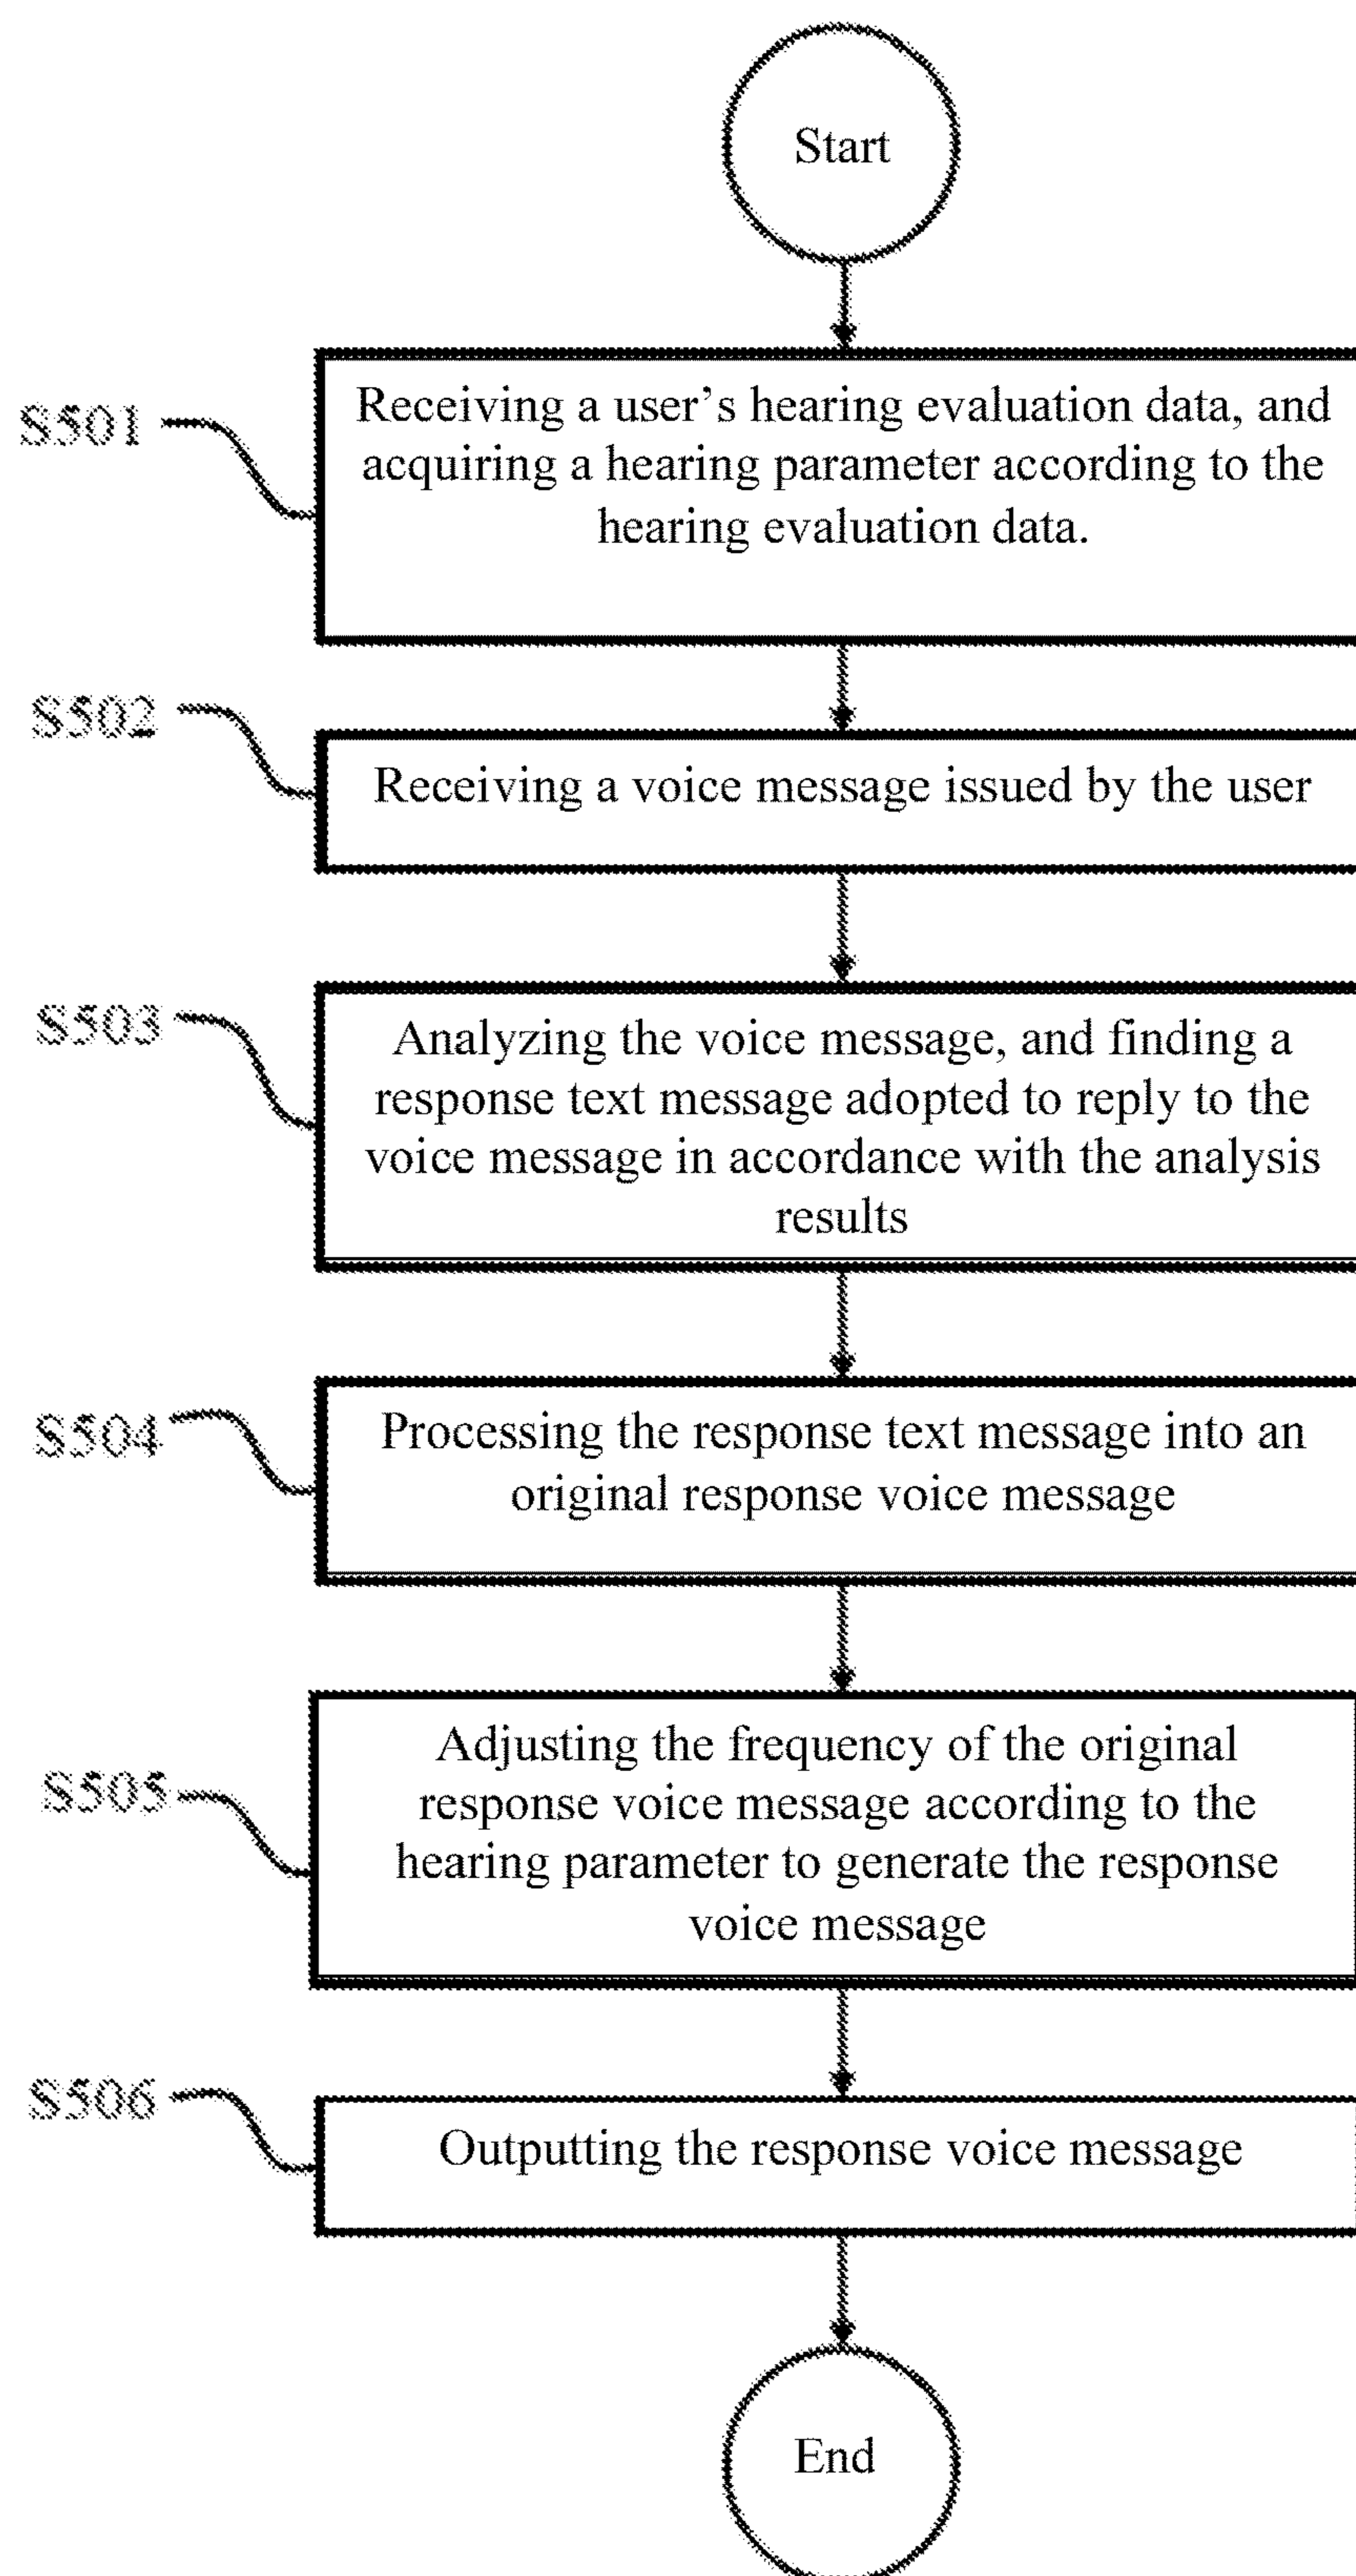 Start
S501
Receiving a user’s hearing evaluation data, and
acquiring a hearing parameter according to the
hearing evaluation data.
S502
Receiving a voice message issued by the user
S503
Analyzing the voice message, and finding a
response text message adopted to reply to the
voice message in accordance with the analysis
results
S504
Processing the response text message into an
original response voice message
S505
Adjusting the frequency of the original
response voice message according to the
hearing parameter to generate the response
voice message
S506
Outputting the response voice message
End